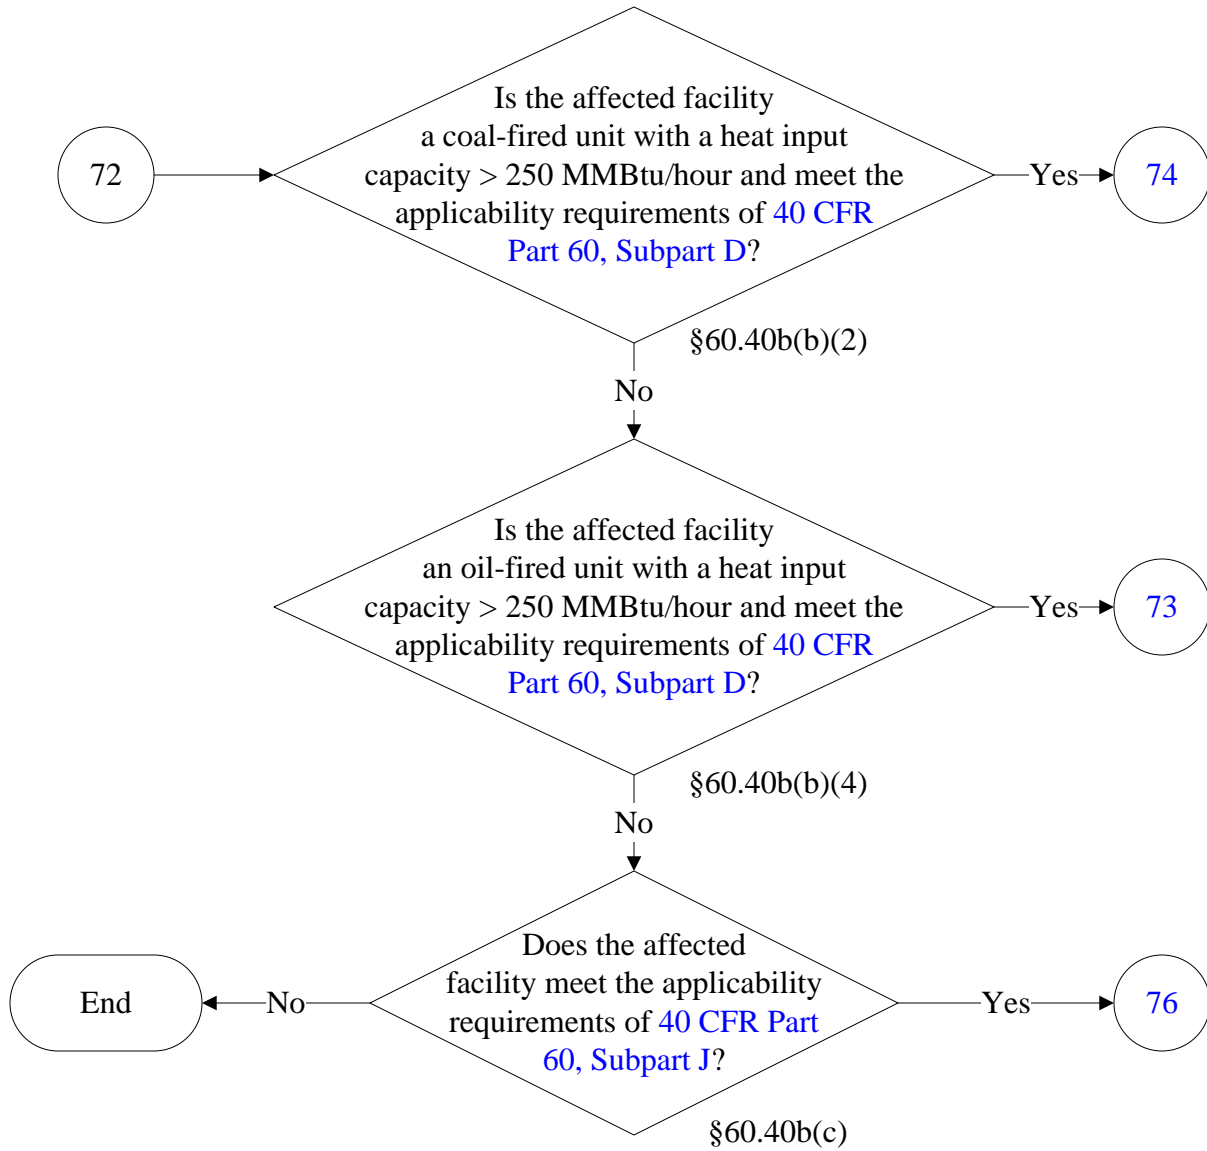 Is the affected facility
a coal-fired unit with a heat input
capacity > 250 MMBtu/hour and meet the
applicability requirements of 40 CFR
Part 60, Subpart D?
72
Yes
74
§60.40b(b)(2)
No
Is the affected facility
an oil-fired unit with a heat input
capacity > 250 MMBtu/hour and meet the
applicability requirements of 40 CFR
Part 60, Subpart D?
Yes
73
§60.40b(b)(4)
No
Does the affected
facility meet the applicability
requirements of 40 CFR Part
60, Subpart J?
End
No
Yes
76
§60.40b(c)